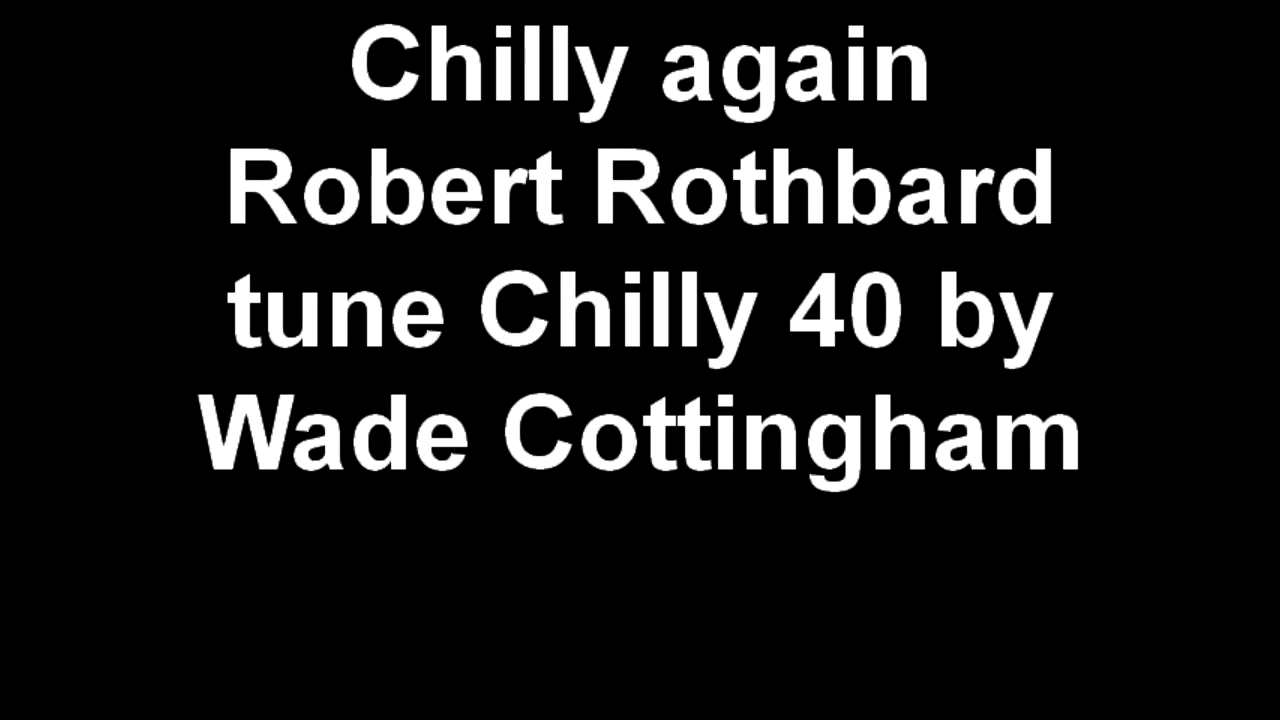 Chilly again
Robert Rothbard
tune Chilly 40 by
Wade Cottingham